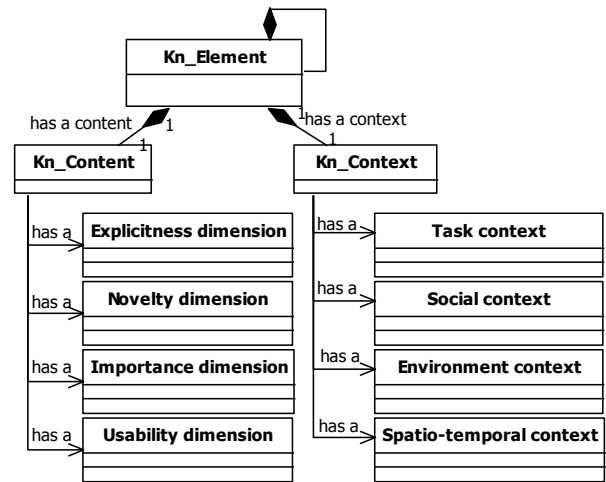 Kn_Element
has a content
1
1
1
has a context
1
Kn_Content
Kn_Context
has a
Explicitness dimension
has a
Novelty dimension
has a
Importance dimension
has a
Usability dimension
has a
Task context
has a
Social context
has a
Environment context
has a
Spatio-temporal context